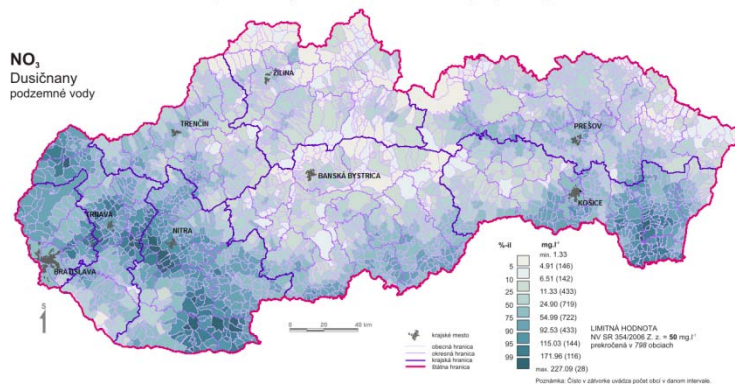 NO₃
Dusičnany
podzemné vody
ŽILINA
TRENČÍN
PREŠOV
BANSKÁ BYSTRICA
KOŠICE
TRNAVA
NITRA
BRATISLAVA
S
0 20 40 km
krajské mesto
obecná hranica
okresná hranica
krajská hranica
štátna hranica
%-il mg.l⁻¹
min. 1.33
5 4.91 (146)
10 6.51 (142)
25 11.33 (433)
50 24.90 (719)
75 54.99 (722)
90 92.53 (433)
95 115.03 (144)
99 171.96 (116)
max. 227.09 (28)
LIMITNÁ HODNOTA
NV SR 354/2006 Z. z. = 50 mg.l⁻¹
prekročená v 798 obciach
Poznámka: Číslo v zátvorke uvádza počet obcí v danom intervale.